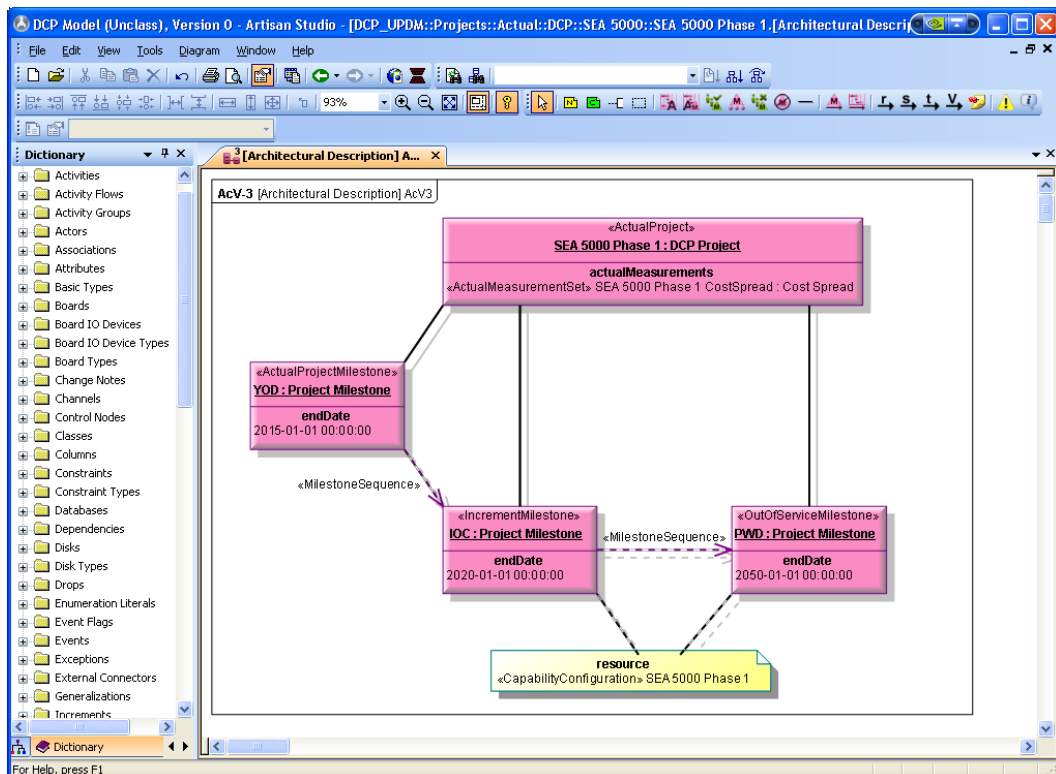 DCP Model (Unclass), Version 0 - Artisan Studio - [DCP_UPDM::Projects::Actual::DCP::SEA 5000::SEA 5000 Phase 1.[Architectural Descrip
File Edit View Tools Diagram Window Help
93%
Dictionary
3 [Architectural Description] A...
Activities
Activity Flows
Activity Groups
Actors
Associations
Attributes
Basic Types
Boards
Board IO Devices
Board IO Device Types
Board Types
Change Notes
Channels
Control Nodes
Classes
Columns
Constraints
Constraint Types
Databases
Dependencies
Disks
Disk Types
Drops
Enumeration Literals
Event Flags
Events
Exceptions
External Connectors
Generalizations
Increments
Dictionary
For Help, press F1
AcV-3 [Architectural Description] AcV3
«ActualProject»
SEA 5000 Phase 1 : DCP Project
actualMeasurements
«ActualMeasurementSet» SEA 5000 Phase 1 CostSpread : Cost Spread
«ActualProjectMilestone»
YOD : Project Milestone
endDate
2015-01-01 00:00:00
«MilestoneSequence»
«IncrementMilestone»
IOC : Project Milestone
endDate
2020-01-01 00:00:00
«MilestoneSequence»
«OutOfServiceMilestone»
PWD : Project Milestone
endDate
2050-01-01 00:00:00
resource
«CapabilityConfiguration» SEA 5000 Phase 1